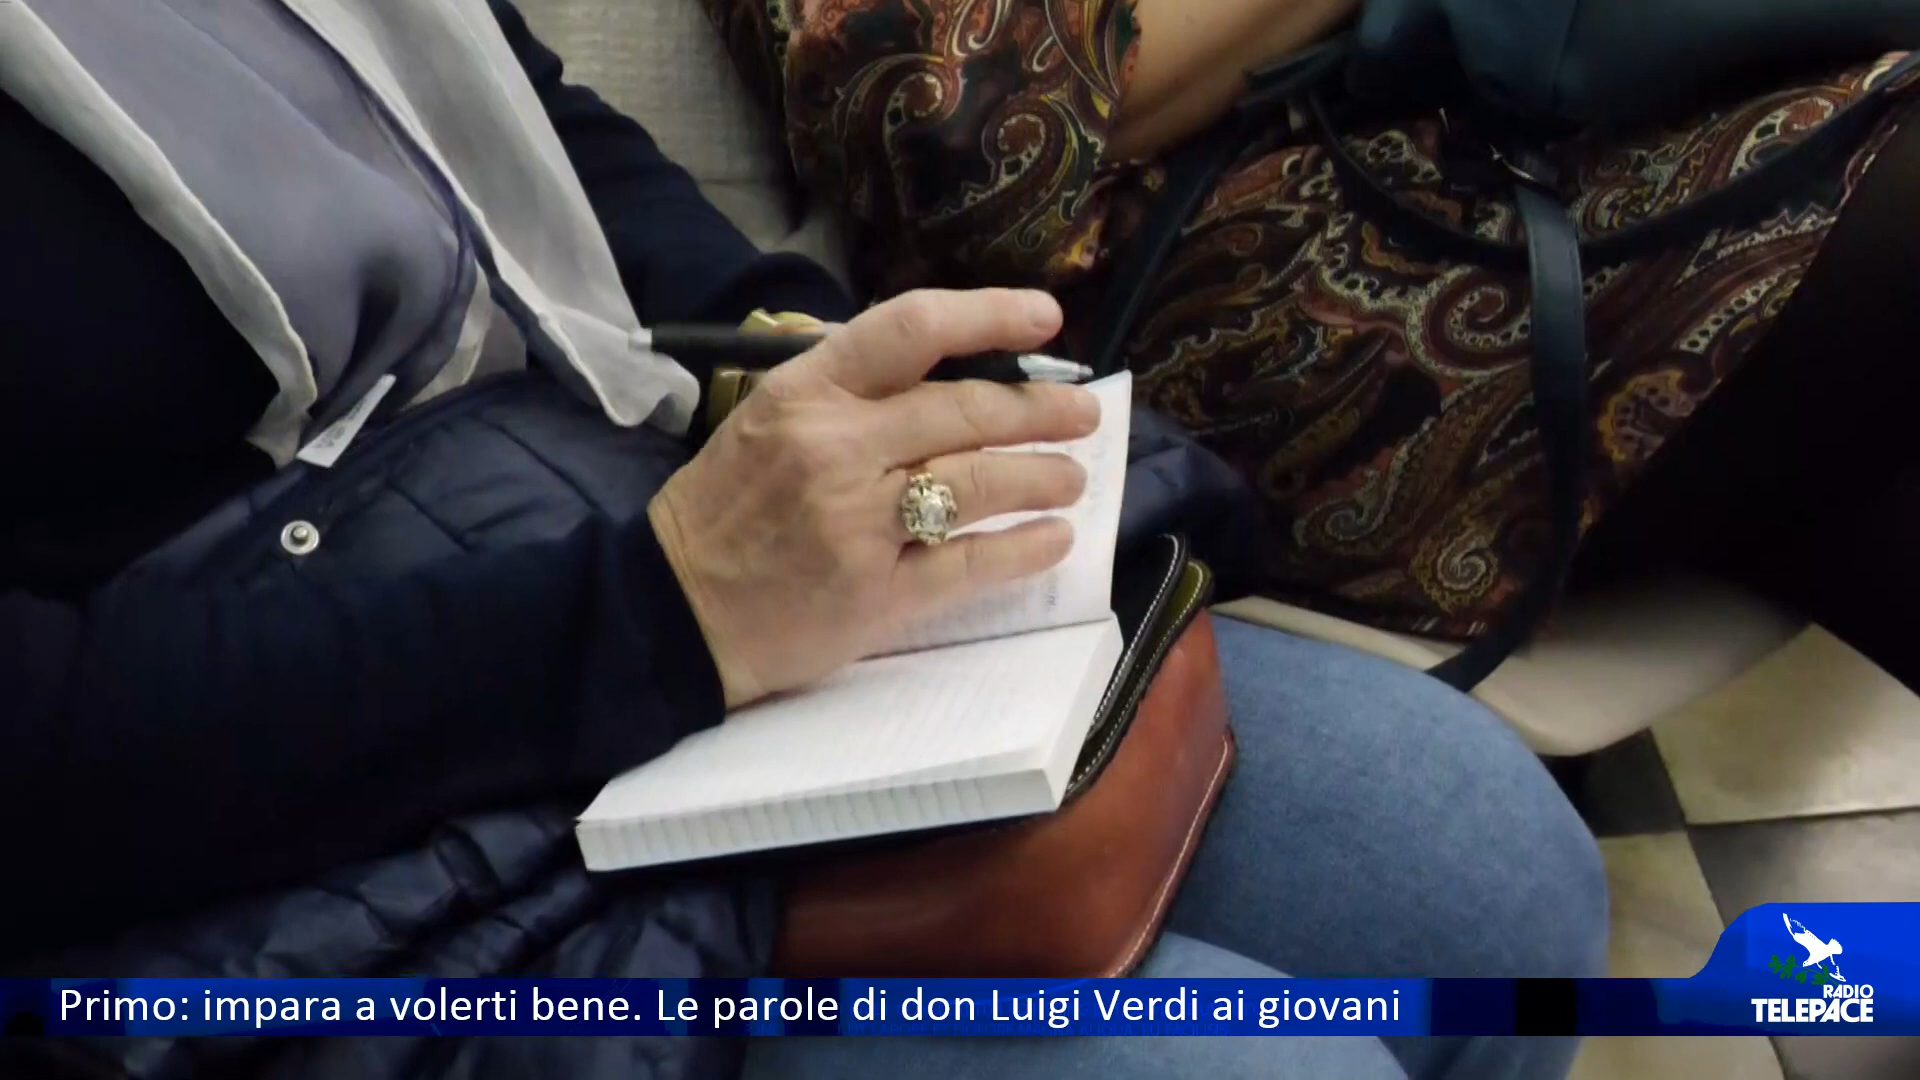 Primo: impara a volerti bene. Le parole di don Luigi Verdi ai giovani
RADIO
TELEPACE